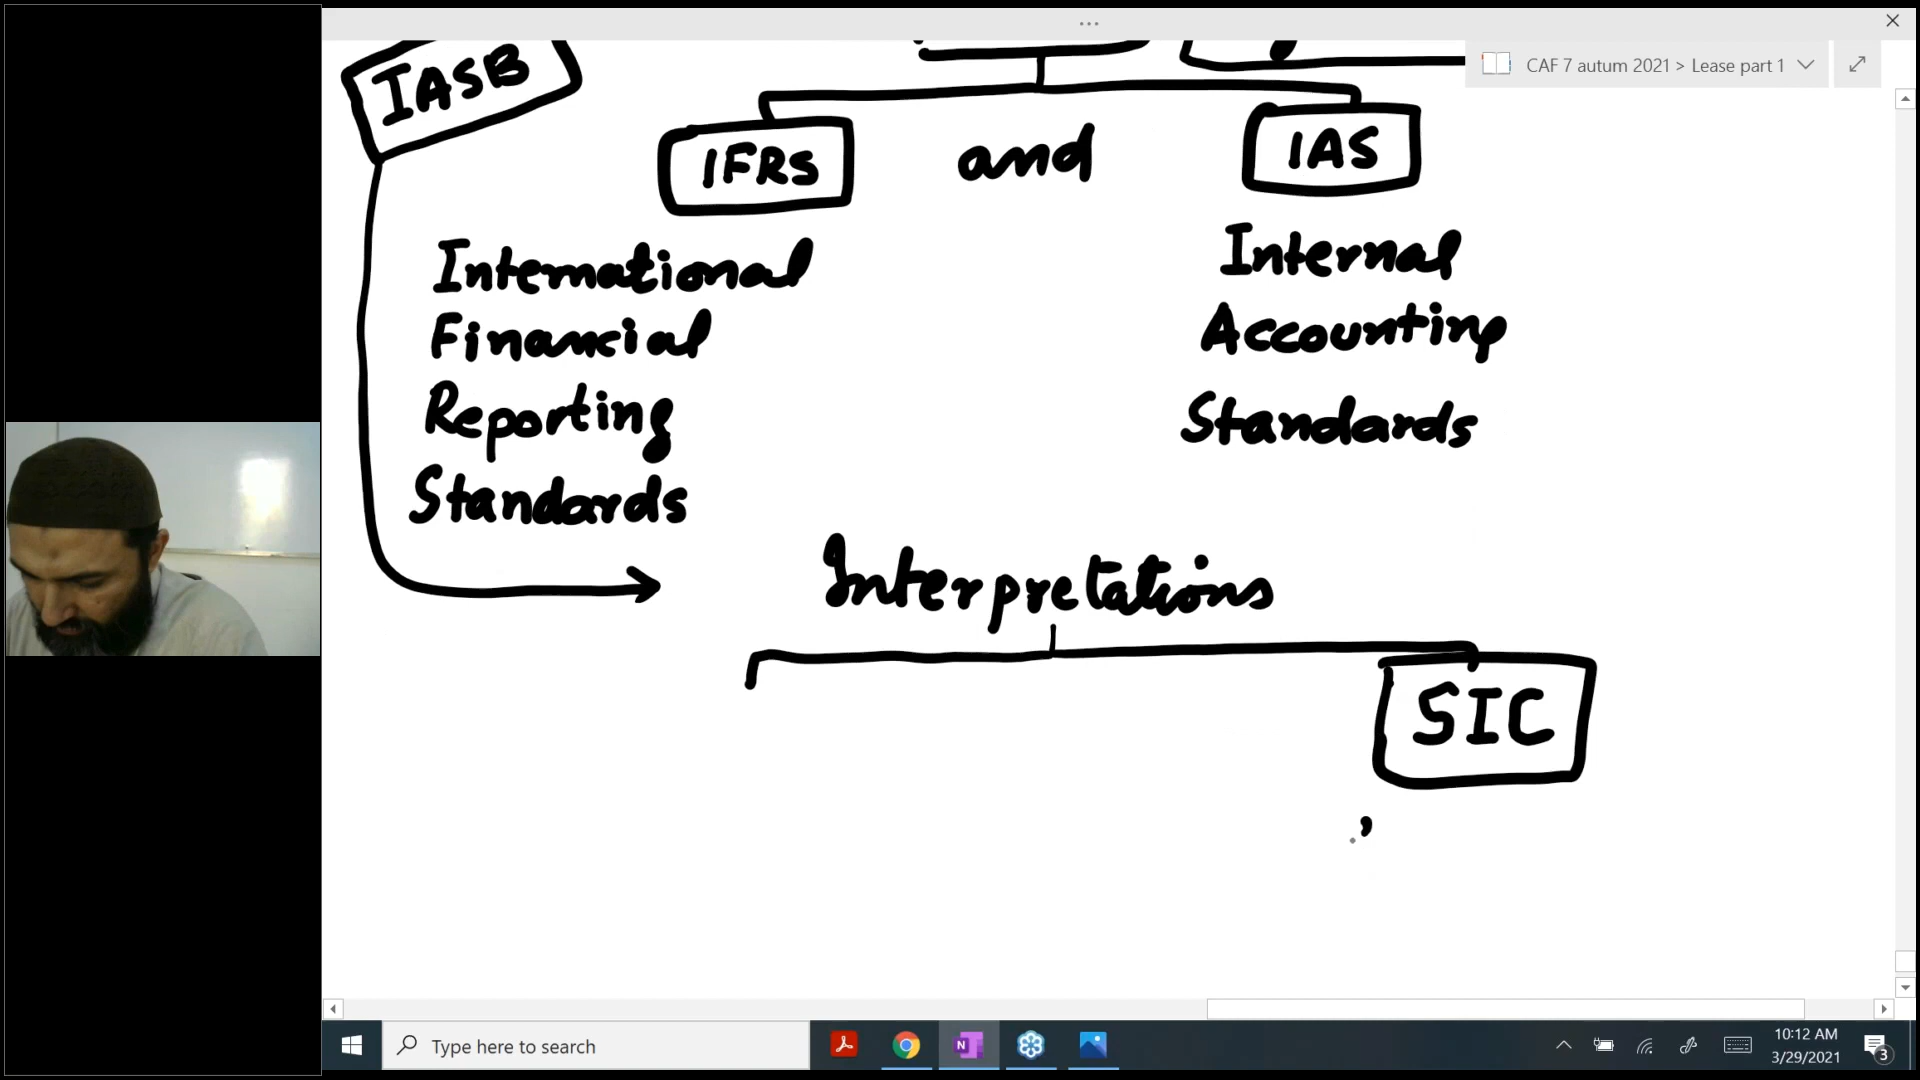 CAF 7 autum 2021 > Lease part 1
IASB
IFRS and IAS
International
Financial
Reporting
Standards
Internal
Accounting
Standards
Interpretations
SIC
Type here to search
N
10:12 AM
3/29/2021
3